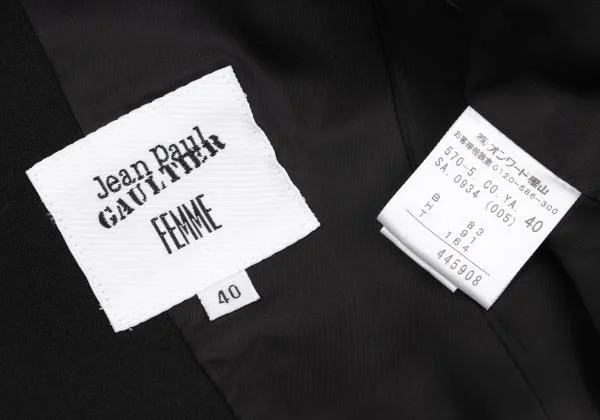 Jean Paul
GAULTIER
FEMME
40
㈱オンワード樫山
お客様相談室 0120-586-300
570-5. CO. YA.
SA. 0934 (005) 40
B 83
H 91
T 164
445908